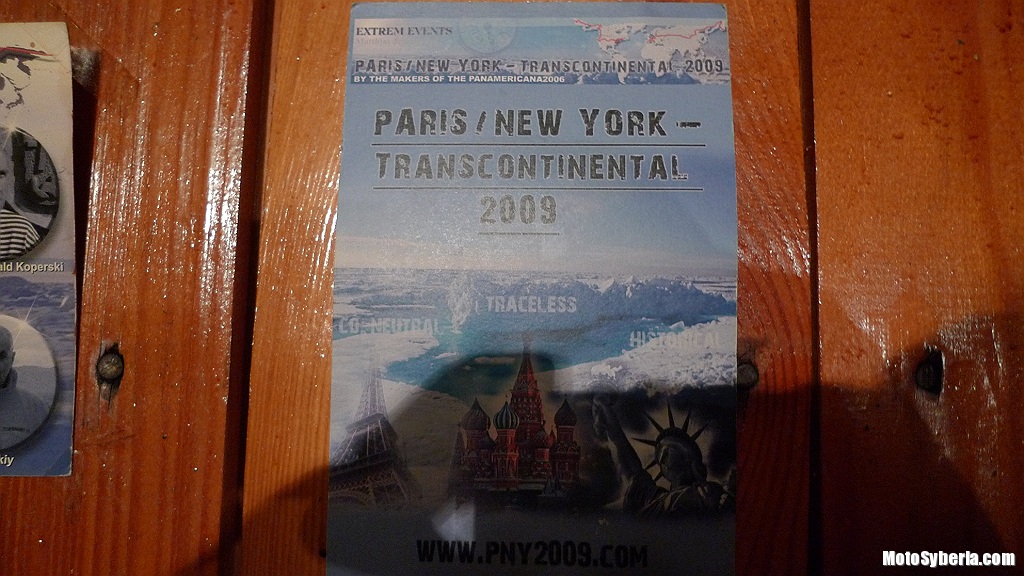 EXTREM EVENTS
PARIS/NEW YORK - TRANSCONTINENTAL 2009
BY THE MAKERS OF THE PANAMERICANA2006
PARIS/NEW YORK -
TRANSCONTINENTAL
2009
TRACELESS
CO2-NEUTRAL
HISTORICAL
WWW.PNY2009.COM
ald Koperski
kiy
MotoSyberia.com